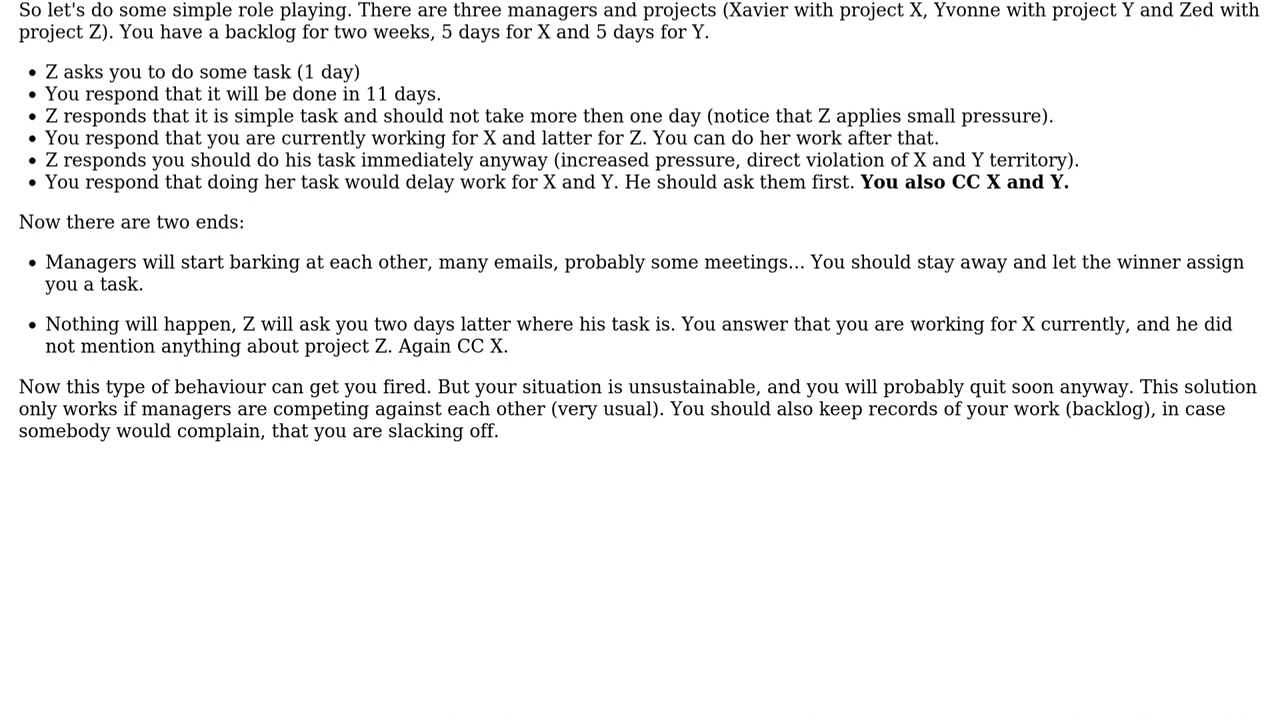 So let's do some simple role playing. There are three managers and projects (Xavier with project X, Yvonne with project Y and Zed with
project Z). You have a backlog for two weeks, 5 days for X and 5 days for Y.
• Z asks you to do some task (1 day)
• You respond that it will be done in 11 days.
• Z responds that it is simple task and should not take more then one day (notice that Z applies small pressure).
• You respond that you are currently working for X and latter for Z. You can do her work after that.
• Z responds you should do his task immediately anyway (increased pressure, direct violation of X and Y territory).
• You respond that doing her task would delay work for X and Y. He should ask them first. You also CC X and Y.
Now there are two ends:
• Managers will start barking at each other, many emails, probably some meetings... You should stay away and let the winner assign
you a task.
• Nothing will happen, Z will ask you two days latter where his task is. You answer that you are working for X currently, and he did
not mention anything about project Z. Again CC X.
Now this type of behaviour can get you fired. But your situation is unsustainable, and you will probably quit soon anyway. This solution
only works if managers are competing against each other (very usual). You should also keep records of your work (backlog), in case
somebody would complain, that you are slacking off.